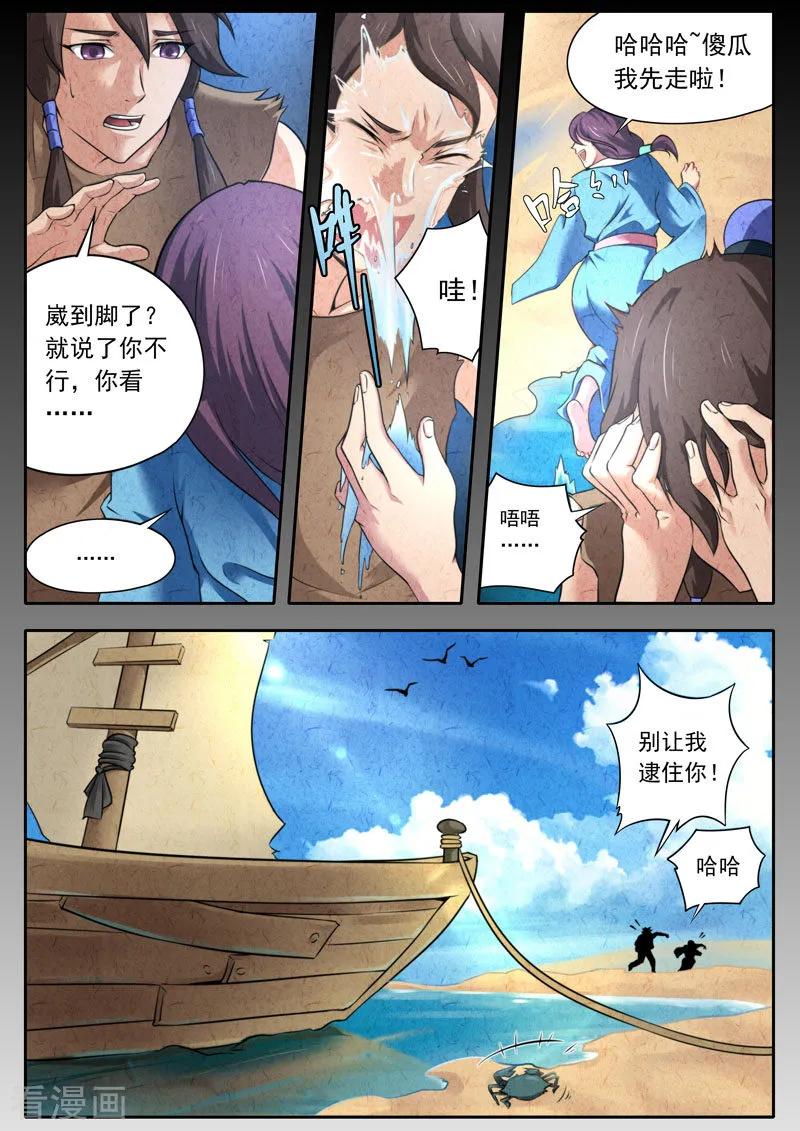 崴到脚了？
就说了你不
行，你看
……
……
哗
哇！
哈哈哈~傻瓜
我先走啦！
哈
唔唔
……
别让我
逮住你！
哈哈
看漫画